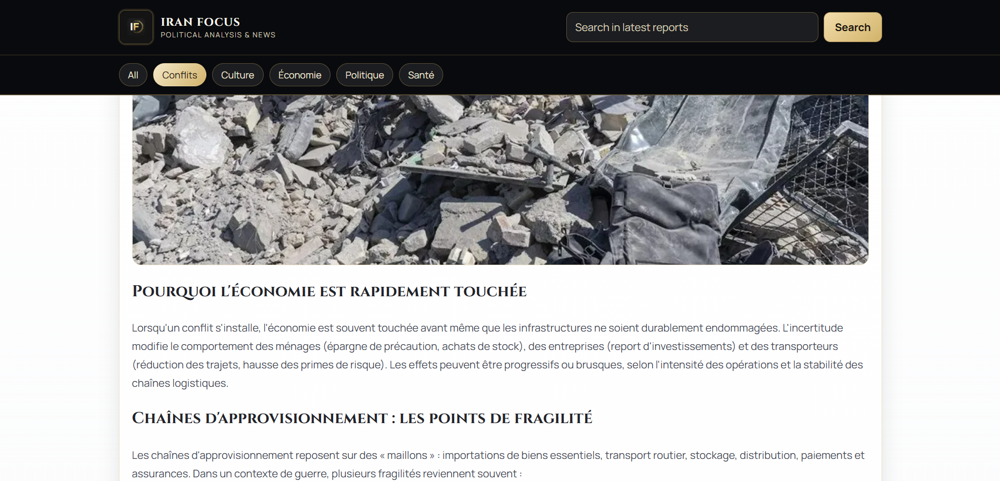 IF
IRAN FOCUS
POLITICAL ANALYSIS & NEWS
Search in latest reports
Search
All
Conflits
Culture
Économie
Politique
Santé
Pourquoi l'économie est rapidement touchée
Lorsqu'un conflit s'installe, l'économie est souvent touchée avant même que les infrastructures ne soient durablement endommagées. L'incertitude
modifie le comportement des ménages (épargne de précaution, achats de stock), des entreprises (report d'investissements) et des transporteurs
(réduction des trajets, hausse des primes de risque). Les effets peuvent être progressifs ou brusques, selon l'intensité des opérations et la stabilité des
chaînes logistiques.
Chaînes d'approvisionnement : les points de fragilité
Les chaînes d'approvisionnement reposent sur des « maillons » : importations de biens essentiels, transport routier, stockage, distribution, paiements et
assurances. Dans un contexte de guerre, plusieurs fragilités reviennent souvent :